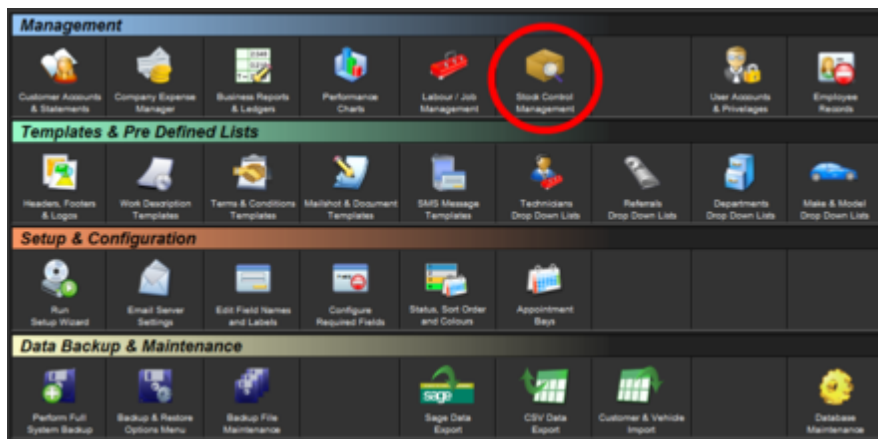 Management
Customer Accounts
& Statements
Company Expense
Manager
Business Reports
& Ledgers
Performance
Charts
Labour / Job
Management
Stock Control
Management
User Accounts
& Privelages
Employee
Records
Templates & Pre Defined Lists
Headers, Footers
& Logos
Work Description
Templates
Terms & Conditions
Templates
Mailshot & Document
Templates
SMS Message
Templates
Technicians
Drop Down Lists
Referrals
Drop Down Lists
Departments
Drop Down Lists
Make & Model
Drop Down Lists
Setup & Configuration
Run
Setup Wizard
Email Server
Settings
Edit Field Names
and Labels
Configure
Required Fields
Status, Sort Order
and Colours
Appointment
Bays
Data Backup & Maintenance
Perform Full
System Backup
Backup & Restore
Options Menu
Backup File
Maintenance
sage
Sage Data
Export
CSV Data
Export
Customer & Vehicle
Import
Database
Maintenance